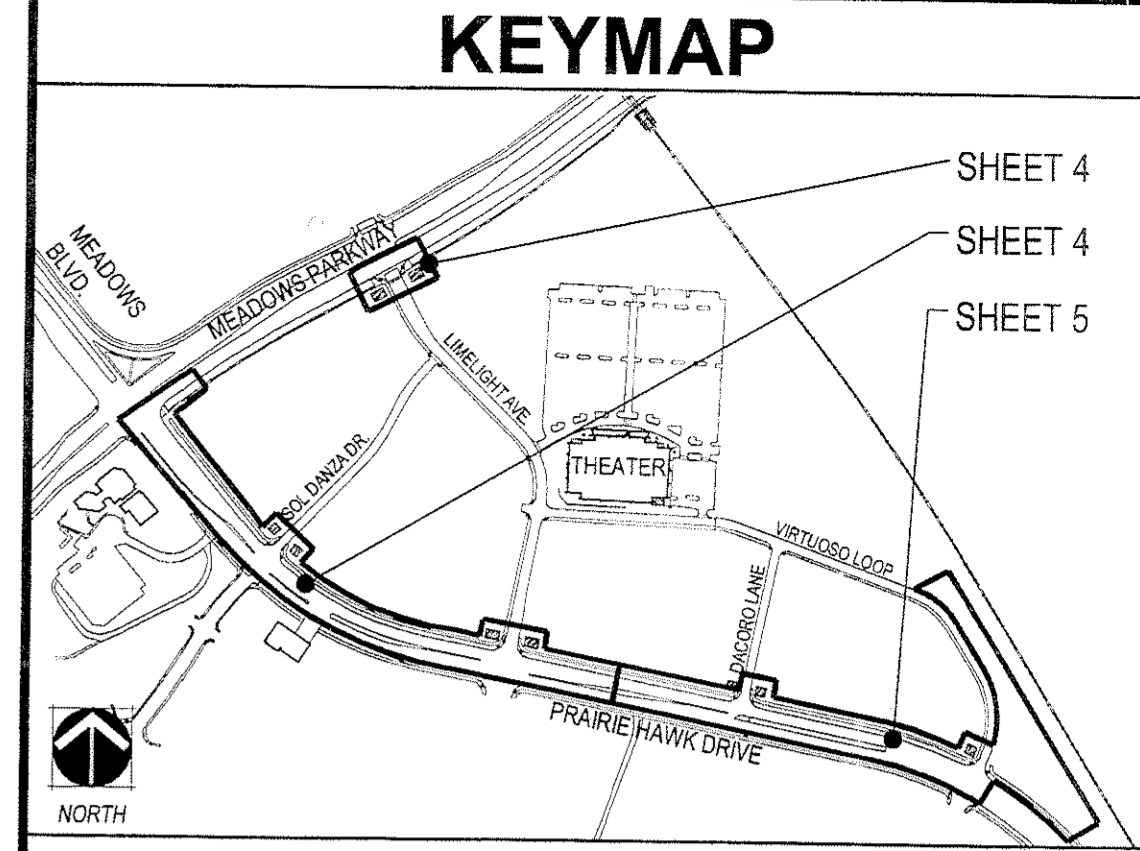 KEYMAP
SHEET 4
SHEET 4
SHEET 5
MEADOWS
BLVD.
MEADOWS PARKWAY
LIMELIGHT AVE
SOL DANZA DR.
THEATER
VIRTUOSO LOOP
DACORO LANE
PRAIRIE HAWK DRIVE
NORTH